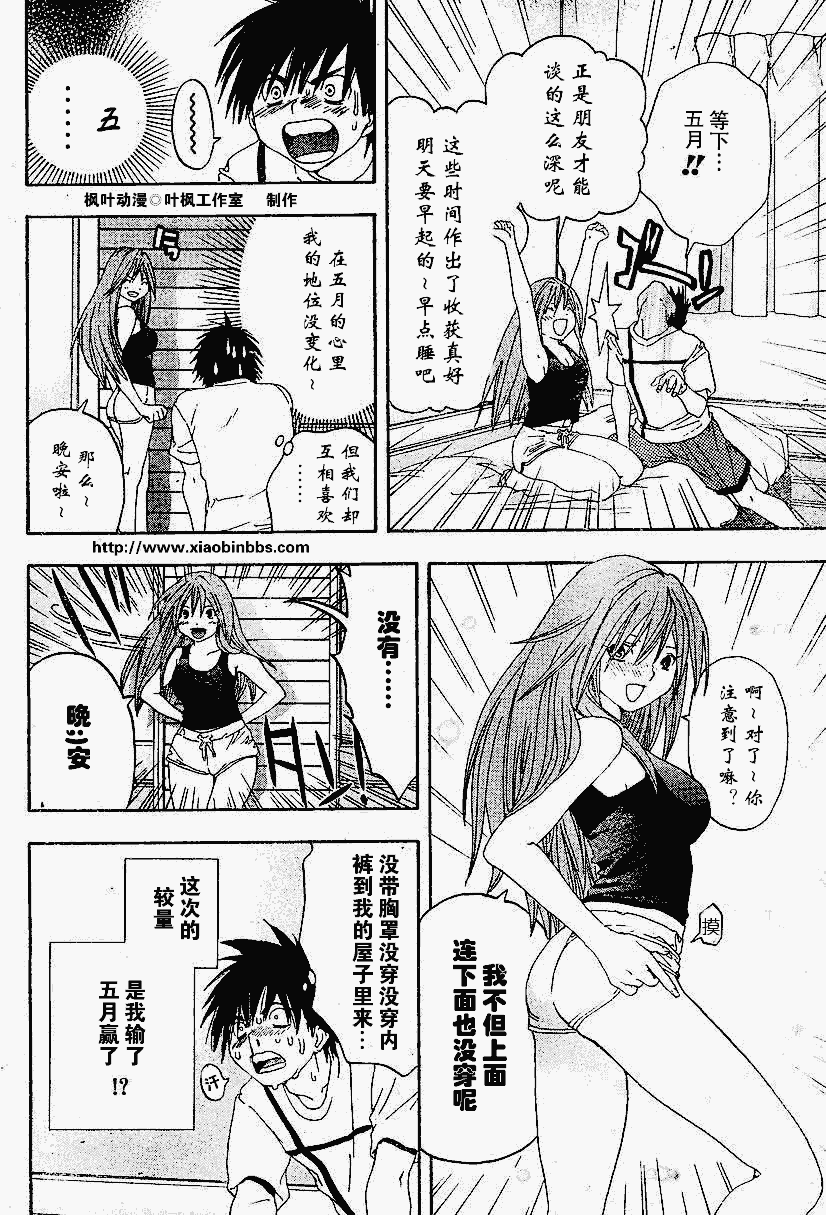 等下…
五月!!
正是朋友才能
谈的这么
深呢
这些时间作出了收获真好
明天要早起的~早点睡吧
五
……
枫叶动漫 叶枫工作室 制作
在五月的心里
我的地位没变化~
但我们却
互相喜欢
……
那么~
晚安啦~
http://www.xiaobinbbs.com
啊~对了~你
注意到了嘛?
摸
我不但上面
连下面也没穿呢
没有……
晚!!安
没带胸罩没穿没穿内
裤到我的屋子里来…
这次的
较量
是我输了
五月赢了
!?
汗